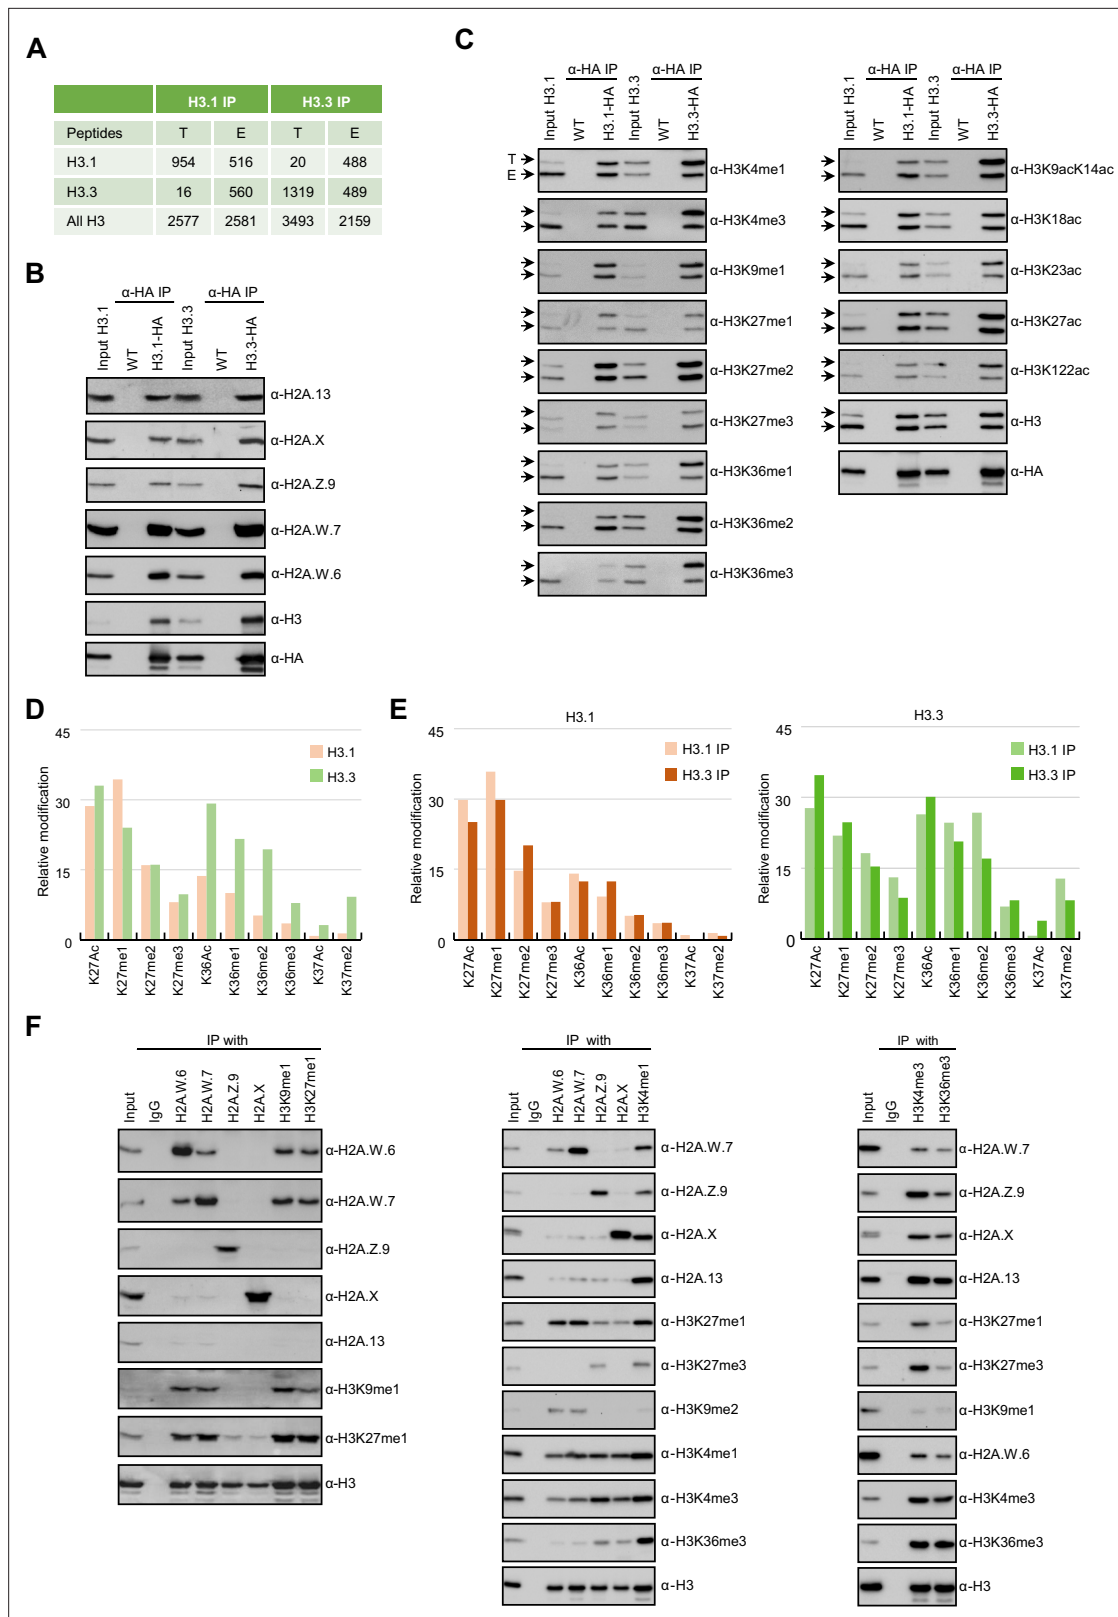 A
H3.1 IP H3.3 IP
Peptides T E T E
H3.1 954 516 20 488
H3.3 16 560 1319 489
All H3 2577 2581 3493 2159
B
α-HA IP α-HA IP
Input H3.1 WT H3.1-HA Input H3.3 WT H3.3-HA
α-H2A.13
α-H2A.X
α-H2A.Z.9
α-H2A.W.7
α-H2A.W.6
α-H3
α-HA
C
α-HA IP α-HA IP
Input H3.1 WT H3.1-HA Input H3.3 WT H3.3-HA
T
E
α-H3K4me1
α-H3K4me3
α-H3K9me1
α-H3K27me1
α-H3K27me2
α-H3K27me3
α-H3K36me1
α-H3K36me2
α-H3K36me3
α-HA IP α-HA IP
Input H3.1 WT H3.1-HA Input H3.3 WT H3.3-HA
α-H3K9acK14ac
α-H3K18ac
α-H3K23ac
α-H3K27ac
α-H3K122ac
α-H3
α-HA
D
Relative modification
45
30
15
0
H3.1
H3.3
K27Ac K27me1 K27me2 K27me3 K36Ac K36me1 K36me2 K36me3 K37Ac K37me2
E
H3.1
Relative modification
45
30
15
0
H3.1 IP
H3.3 IP
K27Ac K27me1 K27me2 K27me3 K36Ac K36me1 K36me2 K36me3 K37Ac K37me2
H3.3
Relative modification
45
30
15
0
H3.1 IP
H3.3 IP
K27Ac K27me1 K27me2 K27me3 K36Ac K36me1 K36me2 K36me3 K37Ac K37me2
F
IP with
Input IgG H2A.W.6 H2A.W.7 H2A.Z.9 H2A.X H3K9me1 H3K27me1
α-H2A.W.6
α-H2A.W.7
α-H2A.Z.9
α-H2A.X
α-H2A.13
α-H3K9me1
α-H3K27me1
α-H3
IP with
Input IgG H2A.W.6 H2A.W.7 H2A.Z.9 H2A.X H3K4me1
α-H2A.W.7
α-H2A.Z.9
α-H2A.X
α-H2A.13
α-H3K27me1
α-H3K27me3
α-H3K9me2
α-H3K4me1
α-H3K4me3
α-H3K36me3
α-H3
IP with
Input IgG H3K4me3 H3K36me3
α-H2A.W.7
α-H2A.Z.9
α-H2A.X
α-H2A.13
α-H3K27me1
α-H3K27me3
α-H3K9me1
α-H2A.W.6
α-H3K4me3
α-H3K36me3
α-H3